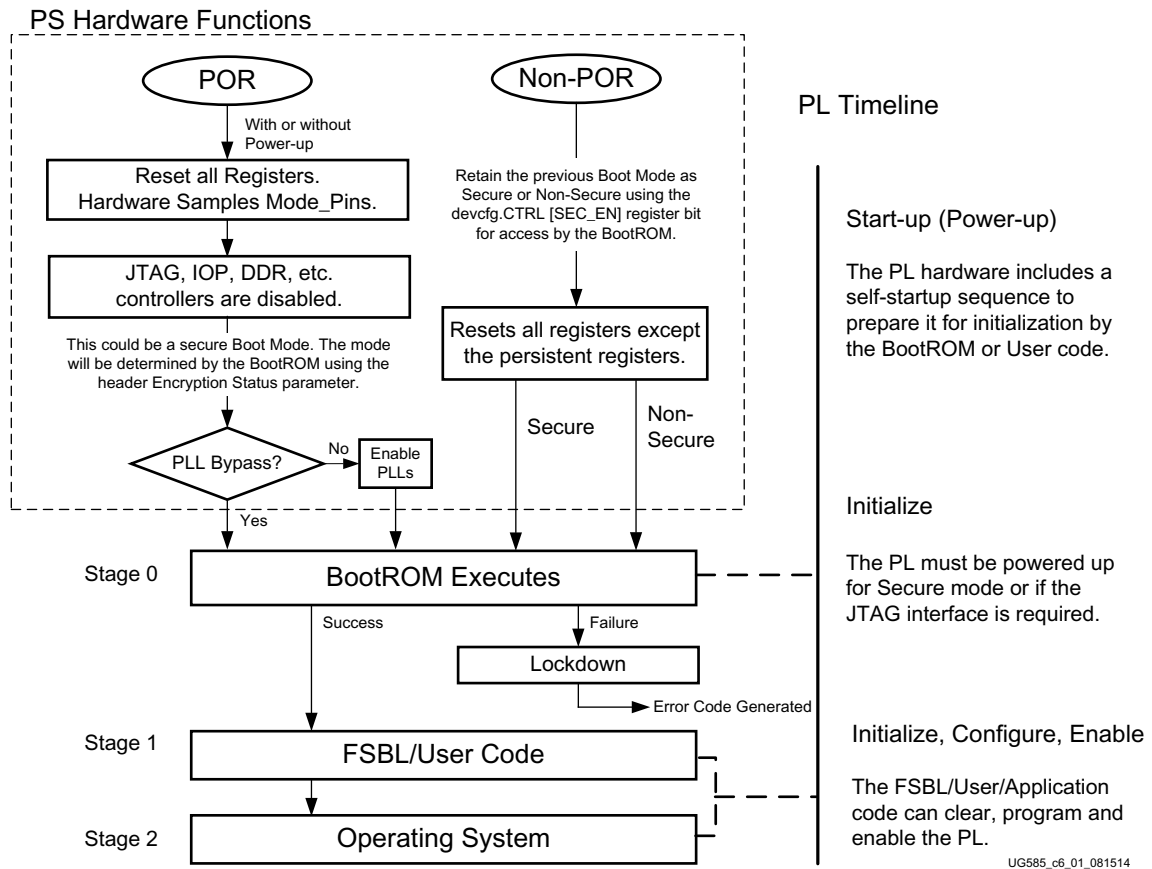 PS Hardware Functions
POR
With or without
Power-up
Reset all Registers.
Hardware Samples Mode_Pins.
JTAG, IOP, DDR, etc.
controllers are disabled.
This could be a secure Boot Mode. The mode
will be determined by the BootROM using the
header Encryption Status parameter.
PLL Bypass?
No
Enable
PLLs
Yes
Non-POR
Retain the previous Boot Mode as
Secure or Non-Secure using the
devcfg.CTRL [SEC_EN] register bit
for access by the BootROM.
Resets all registers except
the persistent registers.
Secure
Non-
Secure
Stage 0
BootROM Executes
Success
Failure
Lockdown
Error Code Generated
Stage 1
FSBL/User Code
Stage 2
Operating System
PL Timeline
Start-up (Power-up)
The PL hardware includes a
self-startup sequence to
prepare it for initialization by
the BootROM or User code.
Initialize
The PL must be powered up
for Secure mode or if the
JTAG interface is required.
Initialize, Configure, Enable
The FSBL/User/Application
code can clear, program and
enable the PL.
UG585_c6_01_081514